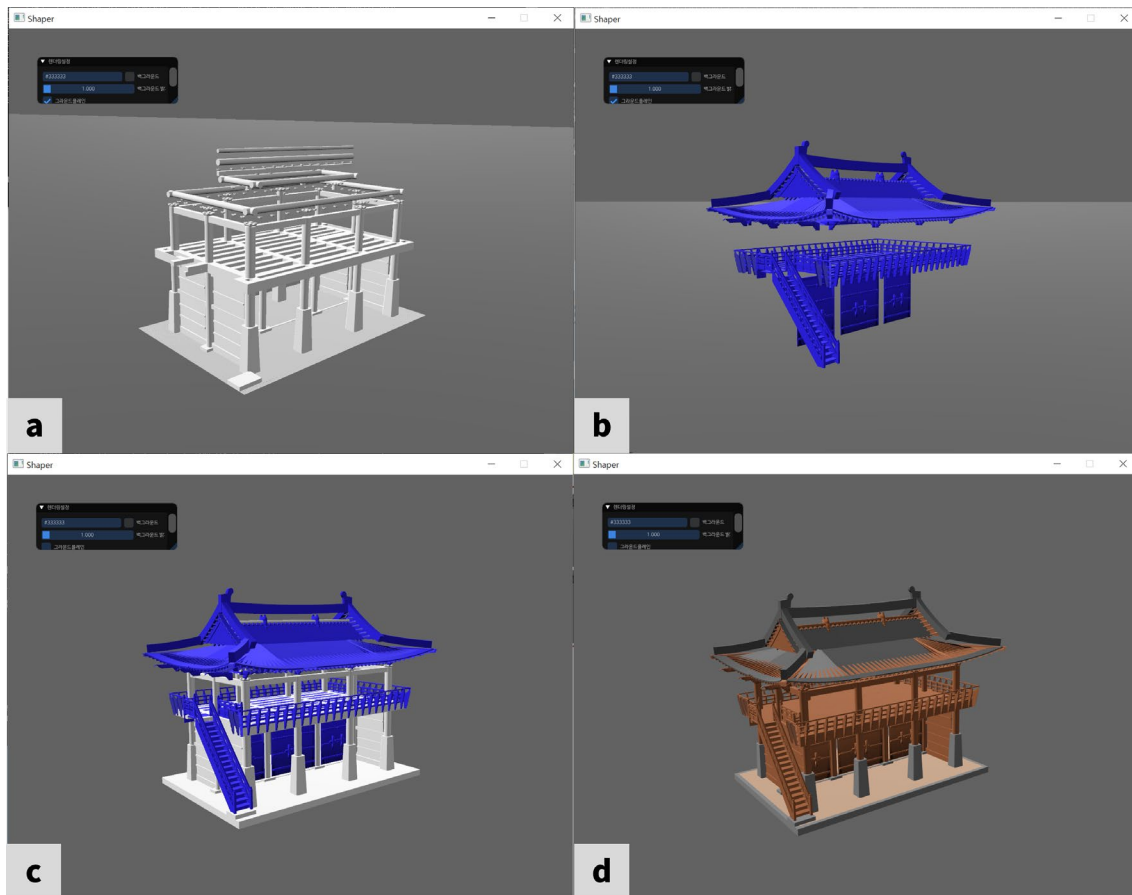 Shaper
▼ 렌더링설정
#333333 백그라운드
1.000 백그라운드 밝
그라운드플레인
a
Shaper
▼ 렌더링설정
#333333 백그라운드
1.000 백그라운드 밝
그라운드플레인
b
Shaper
▼ 렌더링설정
#333333 백그라운드
1.000 백그라운드 밝
그라운드플레인
c
Shaper
▼ 렌더링설정
#333333 백그라운드
1.000 백그라운드 밝
그라운드플레인
d